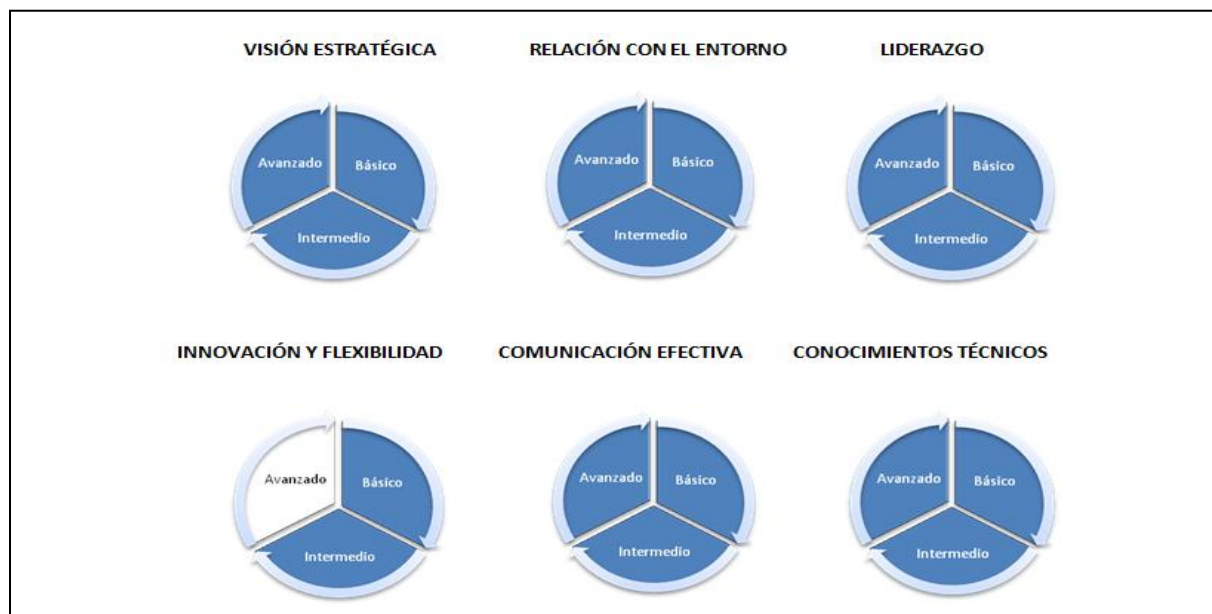 VISIÓN ESTRATÉGICA
RELACIÓN CON EL ENTORNO
LIDERAZGO
Avanzado
Básico
Intermedio
Avanzado
Básico
Intermedio
Avanzado
Básico
Intermedio
INNOVACIÓN Y FLEXIBILIDAD
COMUNICACIÓN EFECTIVA
CONOCIMIENTOS TÉCNICOS
Avanzado
Básico
Intermedio
Avanzado
Básico
Intermedio
Avanzado
Básico
Intermedio